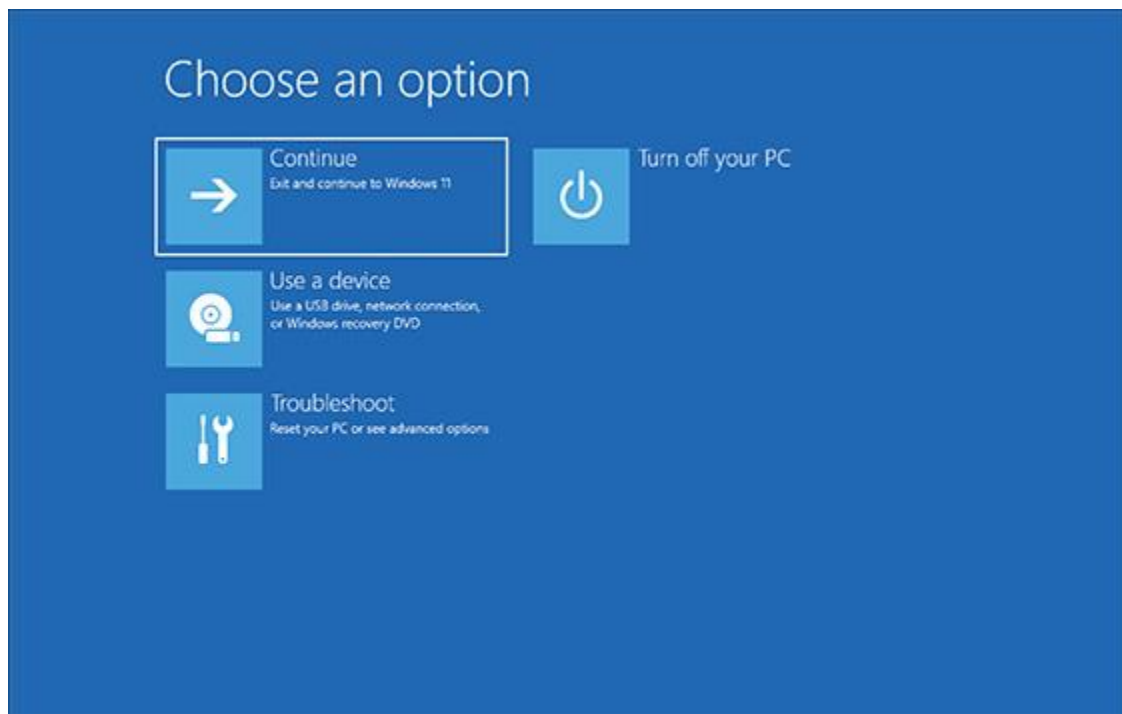 Choose an option
Continue
Exit and continue to Windows 11
Turn off your PC
Use a device
Use a USB drive, network connection,
or Windows recovery DVD
Troubleshoot
Reset your PC or see advanced options